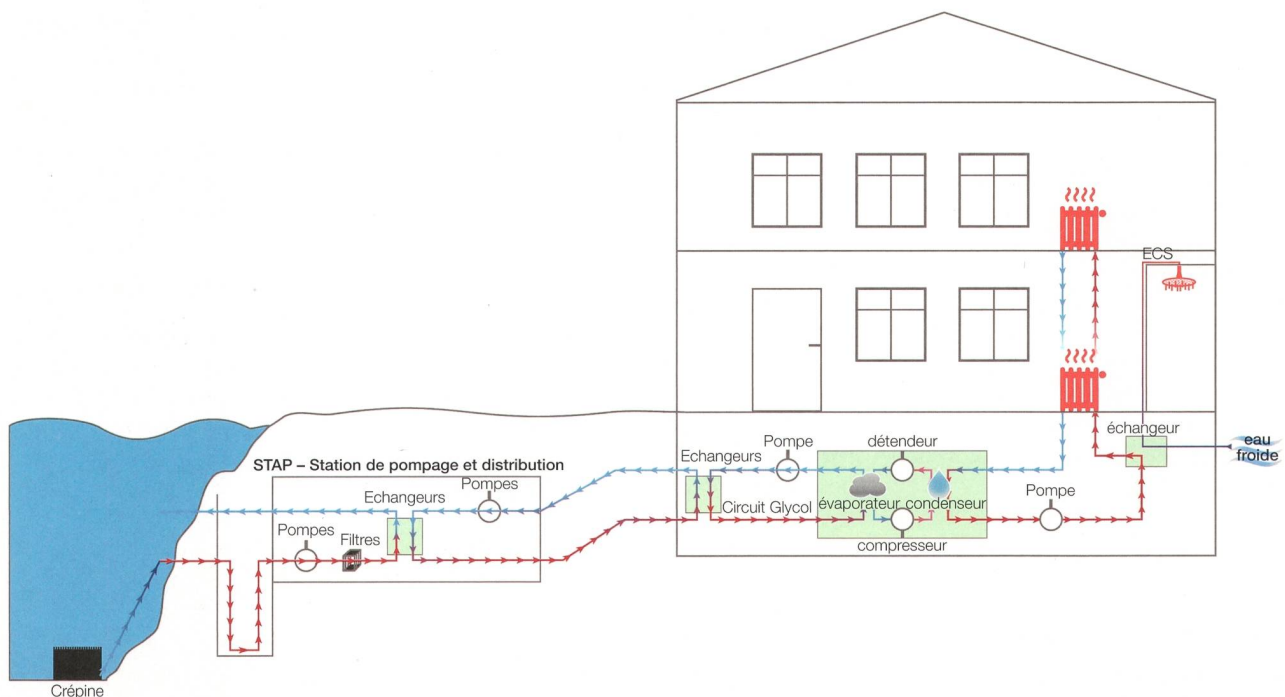 ECS
échangeur
eau
froide
Pompe
détendeur
Echangeurs
STAP – Station de pompage et distribution
Pompes
Echangeurs
Circuit Glycol
évaporateur
condenseur
Pompe
Pompes
Filtres
compresseur
Crépine